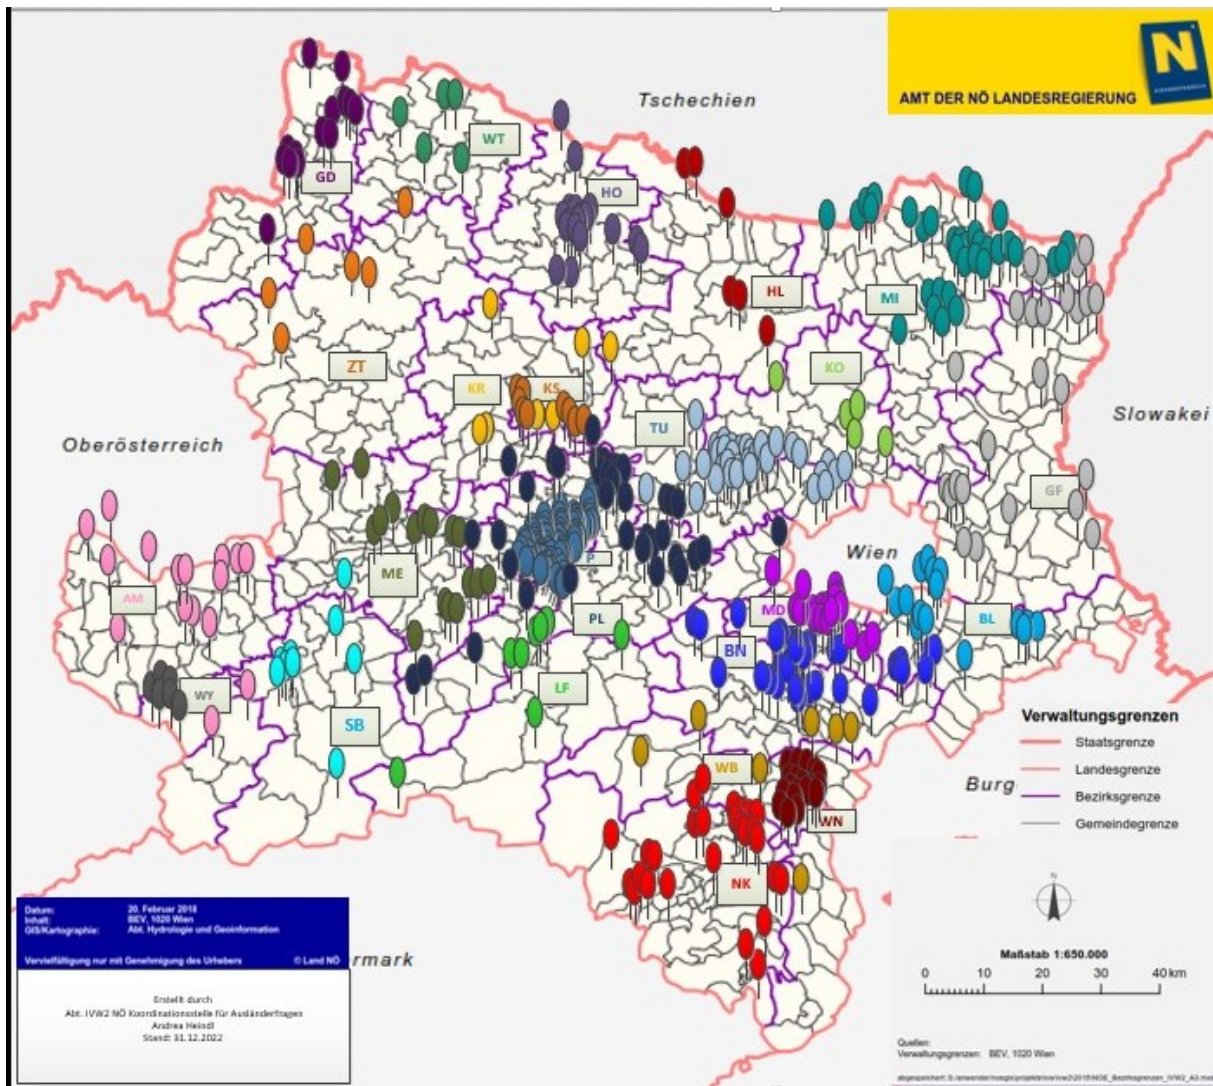 Tschechien
N
AMT DER NÖ LANDESREGIERUNG
WT
GD
HO
HL
MI
ZT
KR
KS
KO
TU
Oberösterreich
Slowakei
GF
Wien
ME
P
AM
MD
PL
BL
BN
WY
LF
SB
WB
WN
NK
Burg
Verwaltungsgrenzen
Staatsgrenze
Landesgrenze
Bezirksgrenze
Gemeindegrenze
N
Maßstab 1:650.000
0 10 20 30 40 km
Quellen:
Verwaltungsgrenzen: BEV, 1020 Wien
Datum: 20. Februar 2018
Inhalt: BEV, 1020 Wien
GIS/Kartographie: Abt. Hydrologie und Geoinformation
Vervielfältigung nur mit Genehmigung des Urhebers © Land NÖ
ermark
Erstellt durch
Abt. IVW2 NÖ Koordinationsstelle für Ausländerfragen
Andrea Heindl
Stand: 31.12.2022